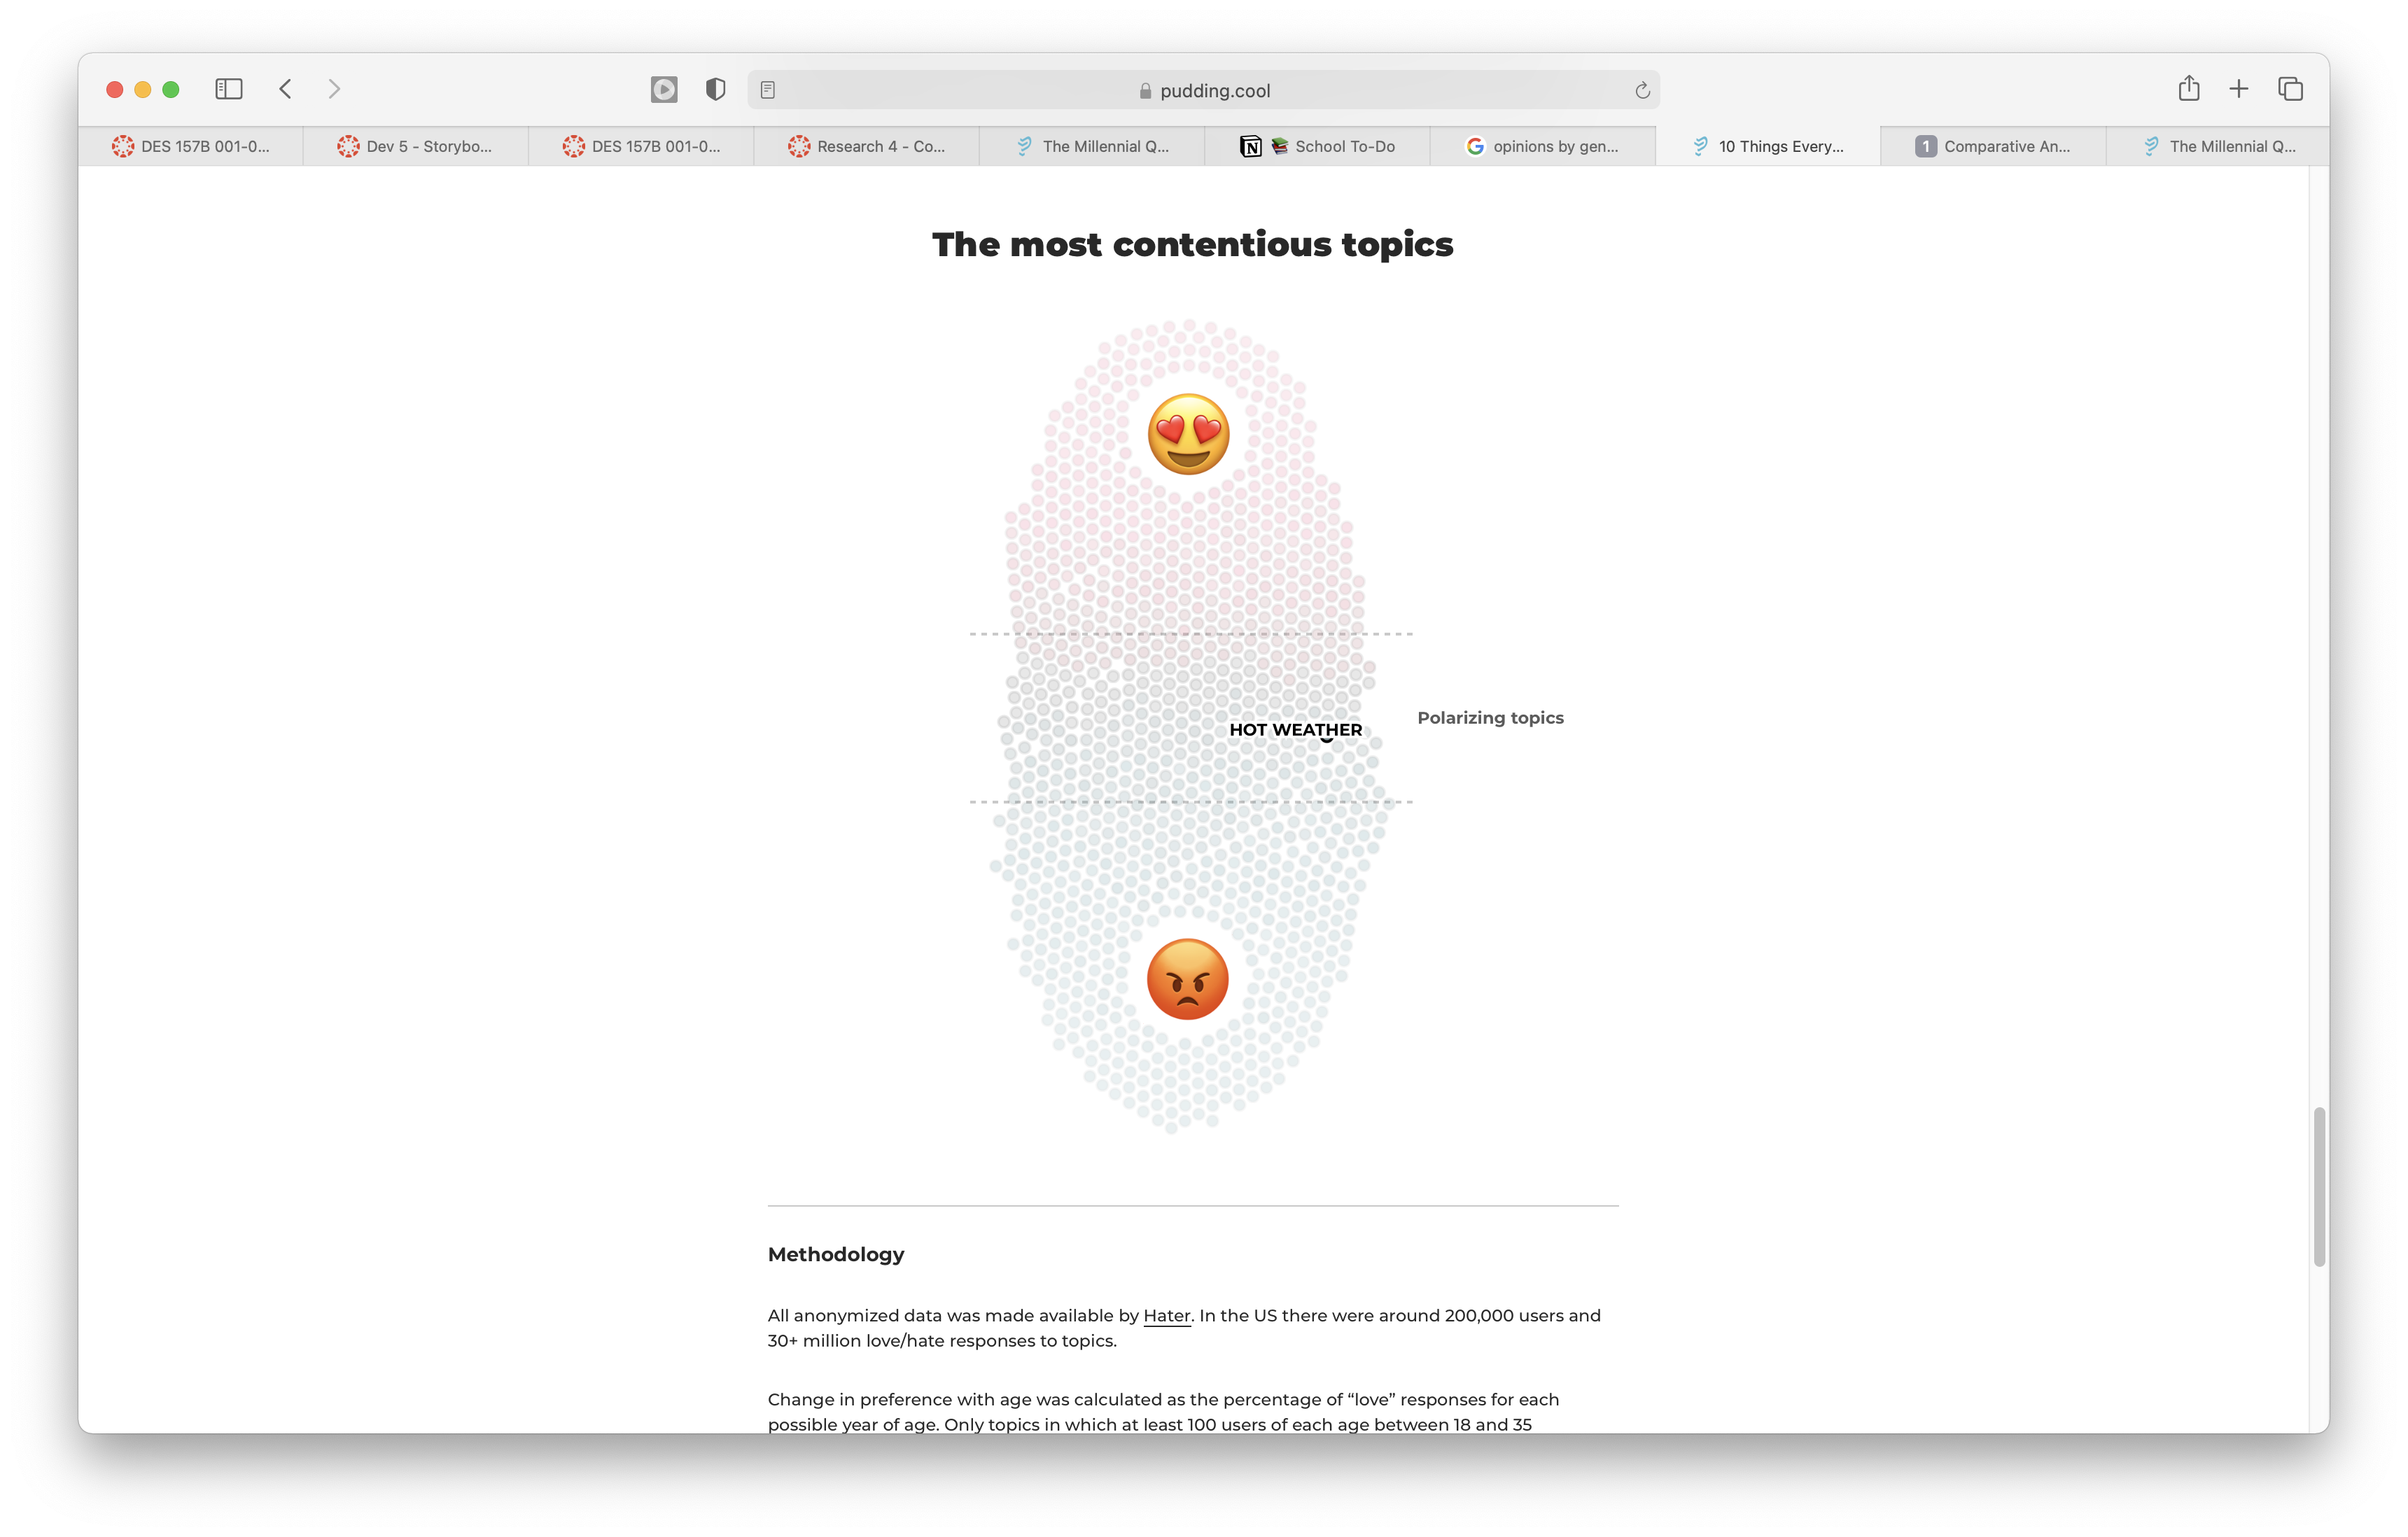 pudding.cool
DES 157B 001-0...
Dev 5 - Storybo...
DES 157B 001-0...
Research 4 - Co...
The Millennial Q...
School To-Do
opinions by gen...
10 Things Every...
1 Comparative An...
The Millennial Q...
The most contentious topics
HOT WEATHER
Polarizing topics
Methodology
All anonymized data was made available by Hater. In the US there were around 200,000 users and
30+ million love/hate responses to topics.
Change in preference with age was calculated as the percentage of “love” responses for each
possible year of age. Only topics in which at least 100 users of each age between 18 and 35